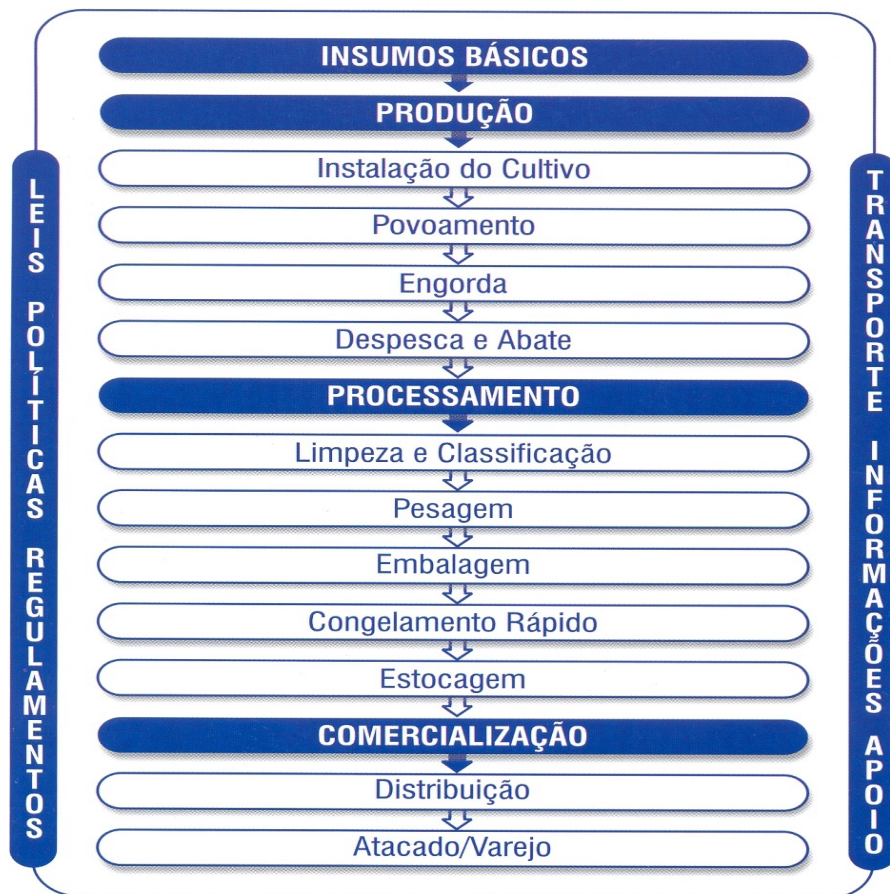 INSUMOS BÁSICOS
PRODUÇÃO
Instalação do Cultivo
Povoamento
Engorda
Despesca e Abate
PROCESSAMENTO
Limpeza e Classificação
Pesagem
Embalagem
Congelamento Rápido
Estocagem
COMERCIALIZAÇÃO
Distribuição
Atacado/Varejo
LEIS POLÍTICAS REGULAMENTOS
TRANSPORTE INFORMAÇÕES APOIO